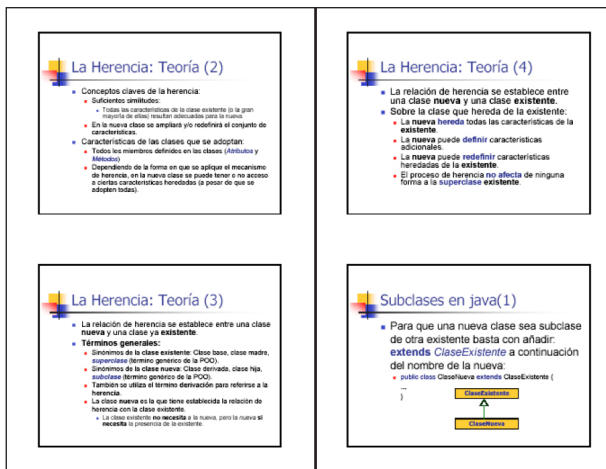 La Herencia: Teoría (2)
Conceptos claves de la herencia:
Suficientes similitudes:
Todas las características de la clase existente (o la gran
mayoría de ellas) resultan adecuadas para la nueva
En la nueva clase se ampliará y/o redefinirá el conjunto de
características.
Características de las clases que se adoptan:
Todos los miembros definidos en las clases (Atributos y
Métodos)
Dependiendo de la forma en que se aplique el mecanismo
de herencia, en la nueva clase se puede tener o no acceso
a ciertas características heredadas (a pesar de que se
adopten todas).
La Herencia: Teoría (3)
La relación de herencia se establece entre una clase
nueva y una clase ya existente.
Términos generales:
Sinónimos de la clase existente: Clase base, clase madre,
superclase (término genérico de la POO).
Sinónimos de la clase nueva: Clase derivada, clase hija,
subclase (término genérico de la POO).
También se utiliza el término derivación para referirse a la
herencia.
La clase nueva es la que tiene establecida la relación de
herencia con la clase existente.
La clase existente no necesita a la nueva, pero la nueva si
necesita la presencia de la existente.
La Herencia: Teoría (4)
La relación de herencia se establece entre
una clase nueva y una clase existente.
Sobre la clase que hereda de la existente:
La nueva hereda todas las características de la
existente.
La nueva puede definir características
adicionales.
La nueva puede redefinir características
heredadas de la existente.
El proceso de herencia no afecta de ninguna
forma a la superclase existente.
Subclases en java(1)
Para que una nueva clase sea subclase
de otra existente basta con añadir:
extends ClaseExistente a continuación
del nombre de la nueva:
public class ClaseNueva extends ClaseExistente {
...
}
ClaseExistente
ClaseNueva